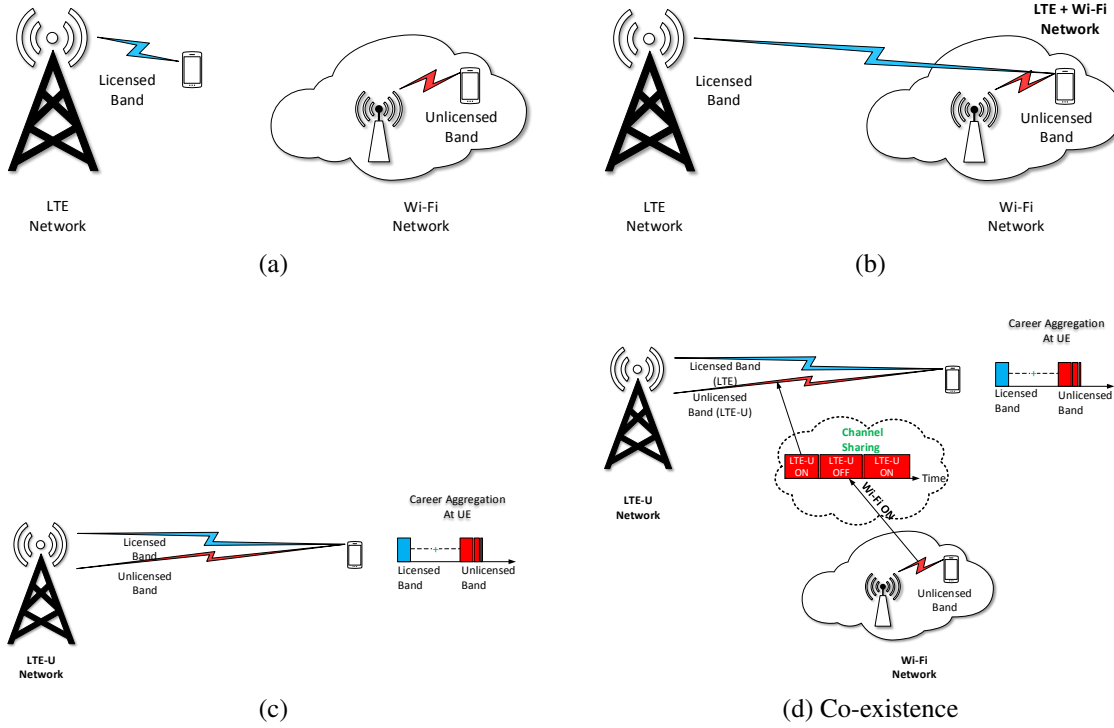 Licensed
Band
LTE
Network
Unlicensed
Band
Wi-Fi
Network
(a)
LTE + Wi-Fi
Network
Licensed
Band
Unlicensed
Band
LTE
Network
Wi-Fi
Network
(b)
Career Aggregation
At UE
Licensed
Band
Unlicensed
Band
Licensed
Band
Unlicensed
Band
LTE-U
Network
(c)
Career Aggregation
At UE
Licensed Band
(LTE)
Unlicensed
Band (LTE-U)
Licensed
Band
Unlicensed
Band
Channel
Sharing
LTE-U
ON
LTE-U
OFF
LTE-U
ON
Time
LTE-U
Network
Wi-Fi ON
Unlicensed
Band
Wi-Fi
Network
(d) Co-existence